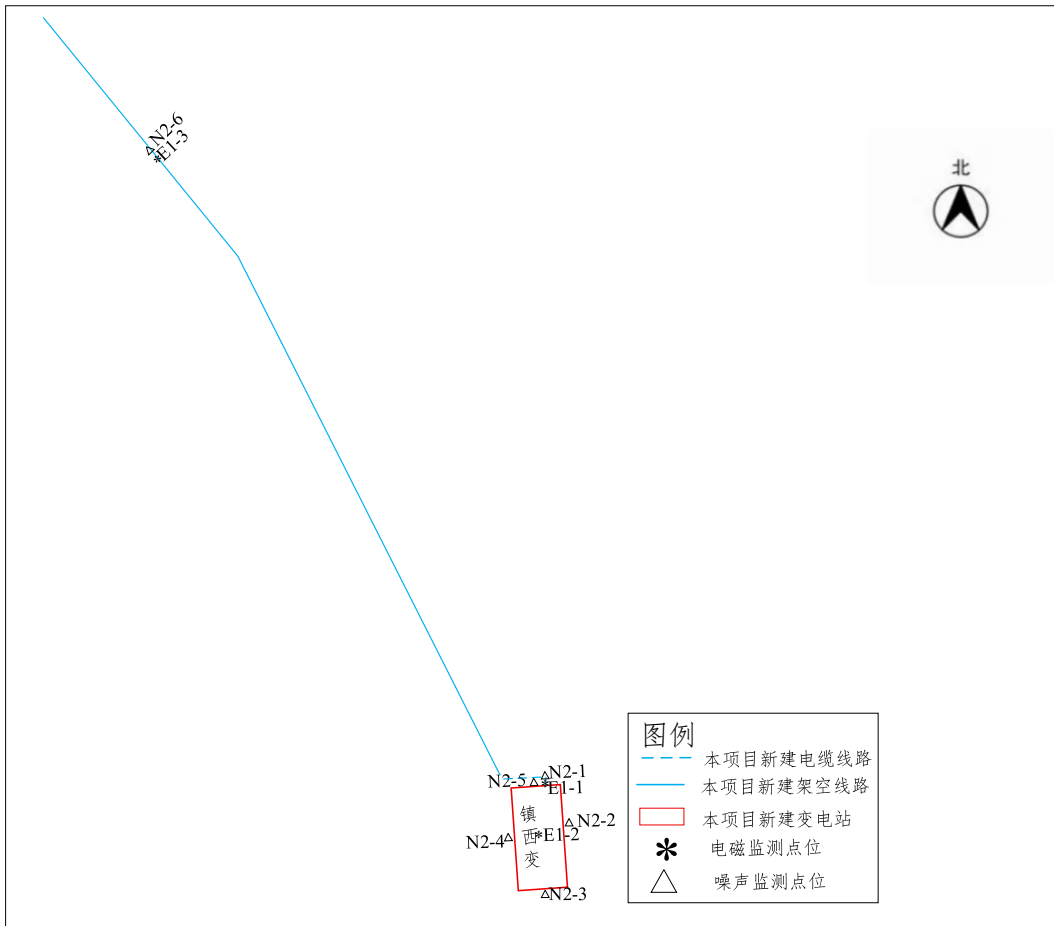 N2-6
E1-3
北
N2-1
N2-5
E1-1
镇
西
变
N2-2
N2-4
E1-2
N2-3
图例
本项目新建电缆线路
本项目新建架空线路
本项目新建变电站
电磁监测点位
噪声监测点位